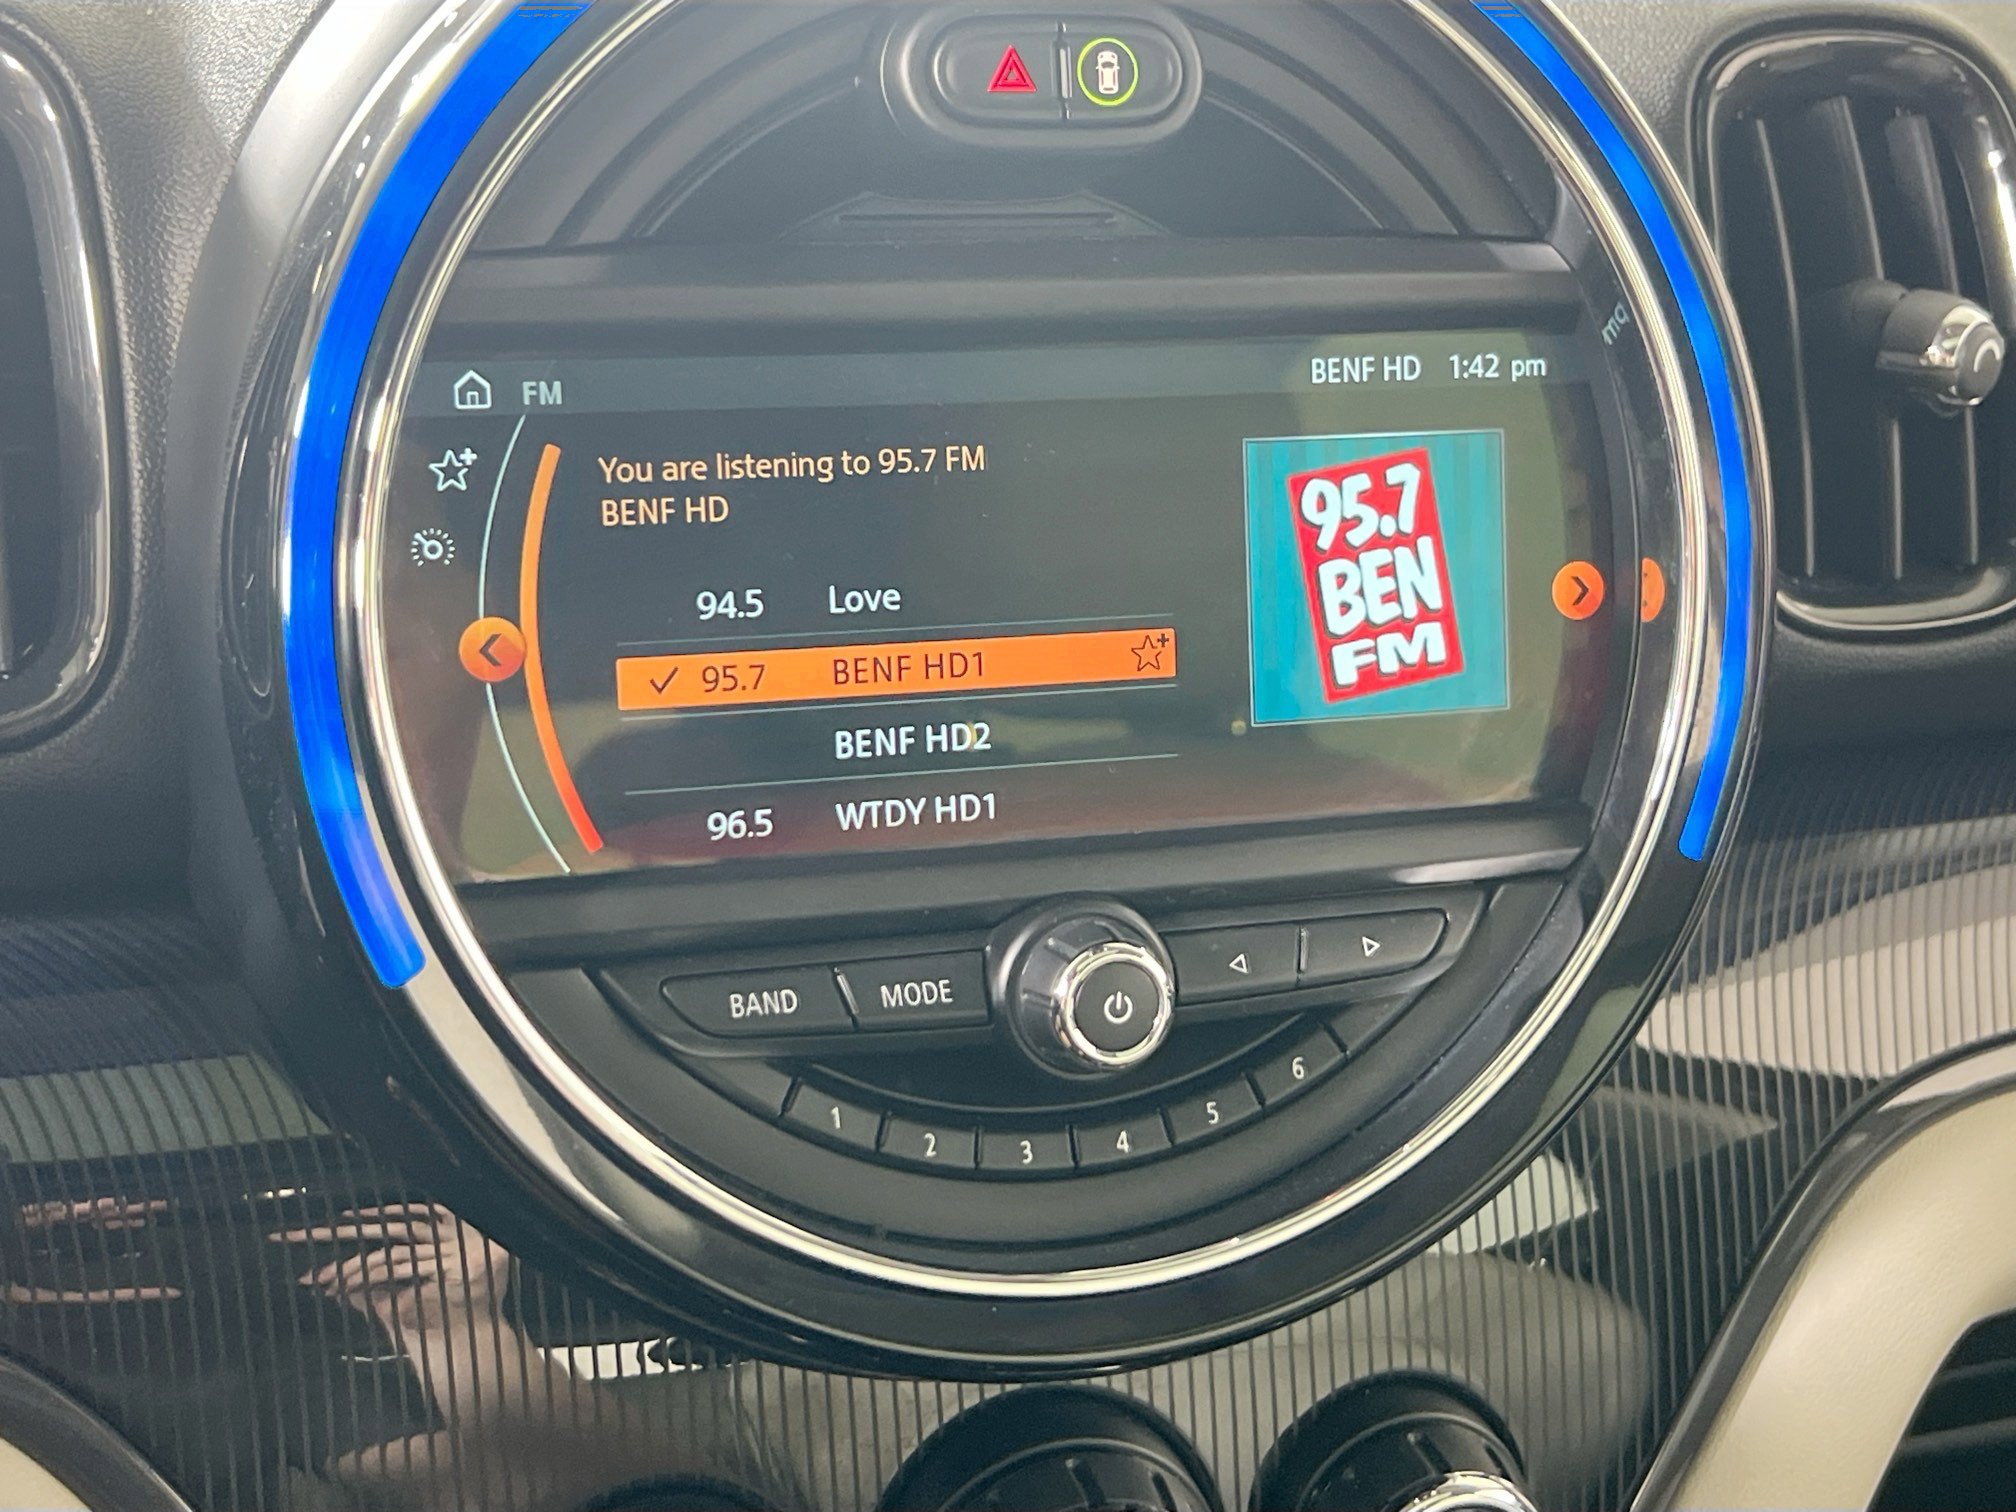 FM
BENF HD 1:42 pm
You are listening to 95.7 FM
BENF HD
94.5 Love
95.7 BENF HD1
BENF HD2
96.5 WTDY HD1
95.7
BEN
FM
BAND
MODE
1
2
3
4
5
6